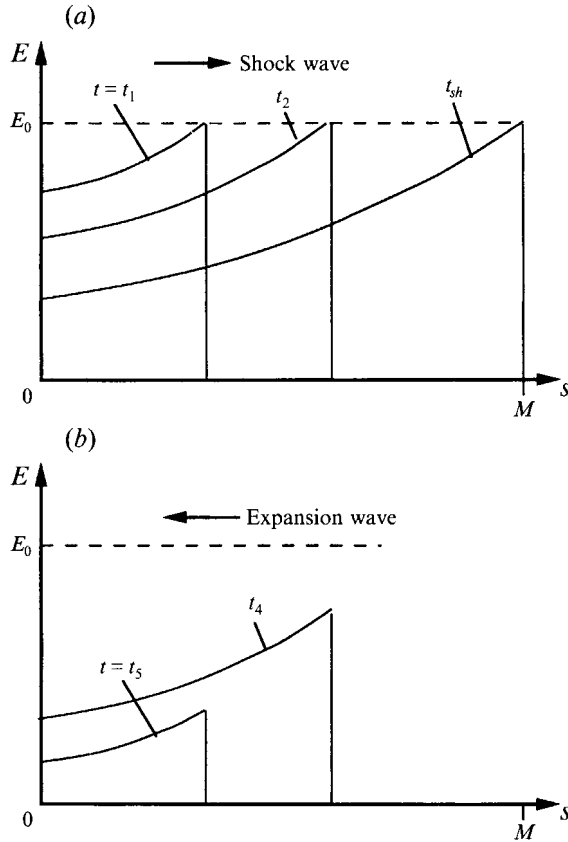 (a)
E
Shock wave
t = t1
t2
tsh
E0
0
M
s
(b)
E
Expansion wave
E0
t4
t = t5
0
M
s